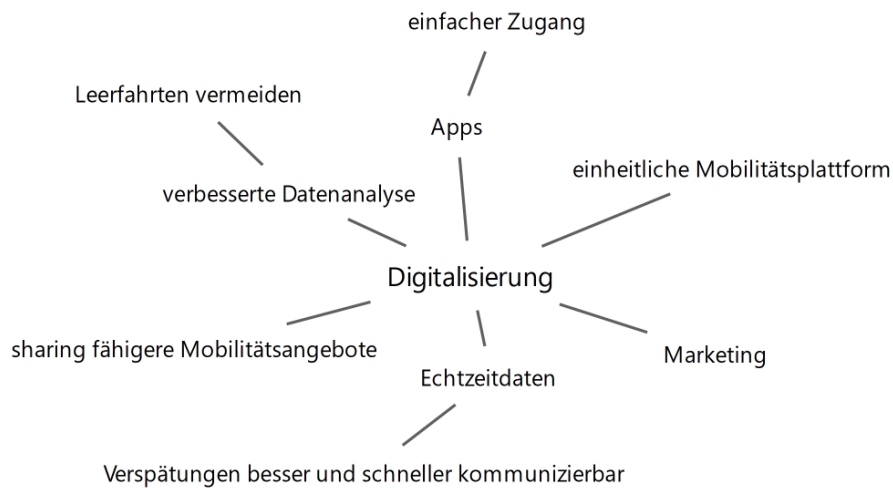 einfacher Zugang
Leerfahrten vermeiden
Apps
einheitliche Mobilitätsplattform
verbesserte Datenanalyse
Digitalisierung
sharing fähigere Mobilitätsangebote
Marketing
Echtzeitdaten
Verspätungen besser und schneller kommunizierbar